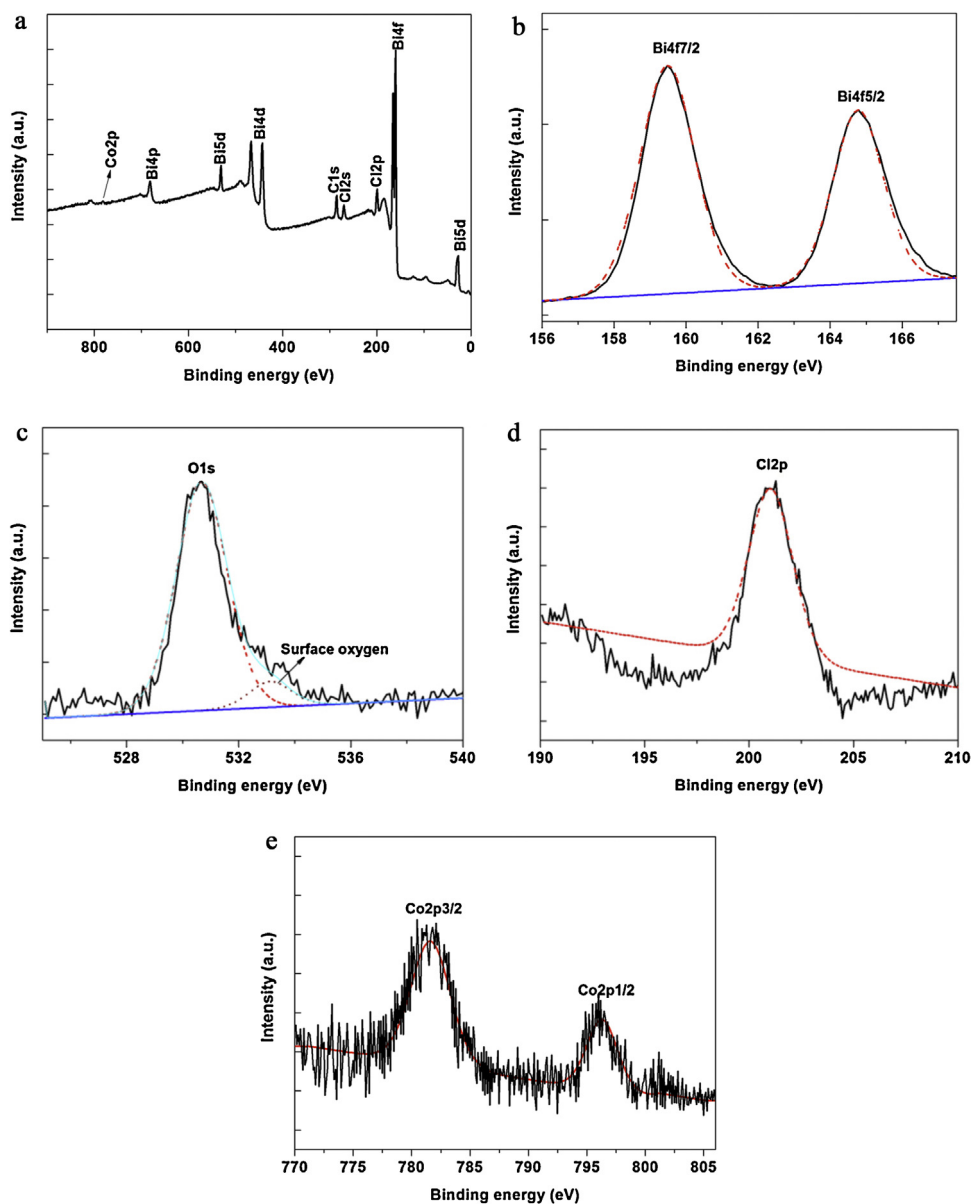 a
Intensity (a.u.)
Co2p
Bi4p
Bi5d
Bi4d
C1s
Cl2s
Cl2p
Bi4f
Bi5d
800 600 400 200 0
Binding energy (eV)
b
Intensity (a.u.)
Bi4f7/2
Bi4f5/2
156 158 160 162 164 166
Binding energy (eV)
c
Intensity (a.u.)
O1s
Surface oxygen
528 532 536 540
Binding energy (eV)
d
Intensity (a.u.)
Cl2p
190 195 200 205 210
Binding energy (eV)
e
Intensity (a.u.)
Co2p3/2
Co2p1/2
770 775 780 785 790 795 800 805
Binding energy (eV)